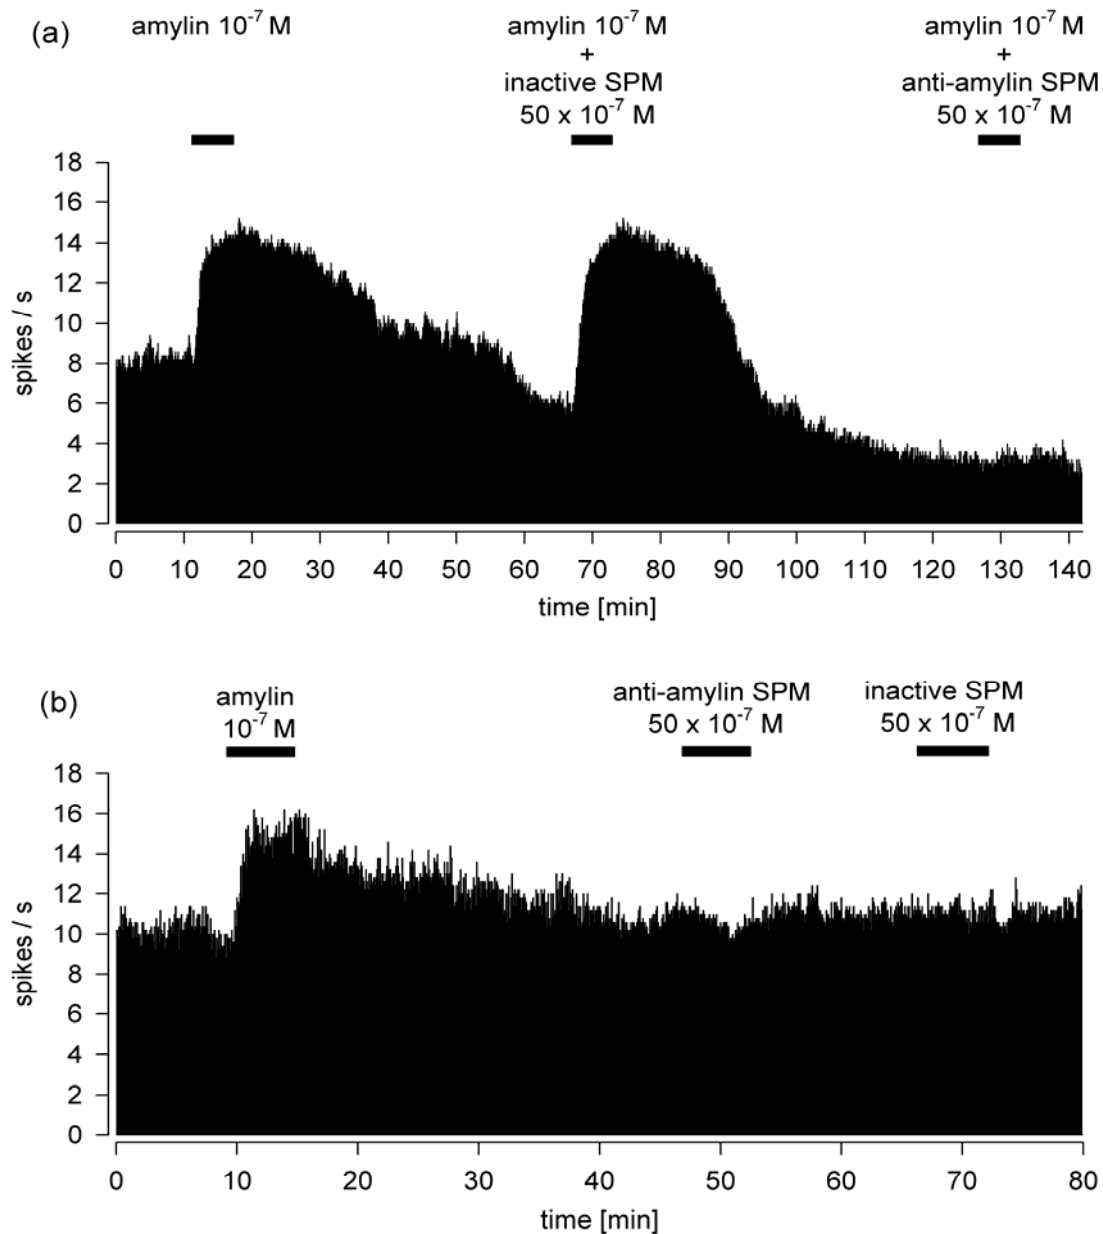 (a)
amylin 10⁻⁷ M
amylin 10⁻⁷ M
+
inactive SPM
50 x 10⁻⁷ M
amylin 10⁻⁷ M
+
anti-amylin SPM
50 x 10⁻⁷ M
18
16
14
12
10
8
6
4
2
0
spikes / s
0 10 20 30 40 50 60 70 80 90 100 110 120 130 140
time [min]
(b)
amylin
10⁻⁷ M
anti-amylin SPM
50 x 10⁻⁷ M
inactive SPM
50 x 10⁻⁷ M
18
16
14
12
10
8
6
4
2
0
spikes / s
0 10 20 30 40 50 60 70 80
time [min]